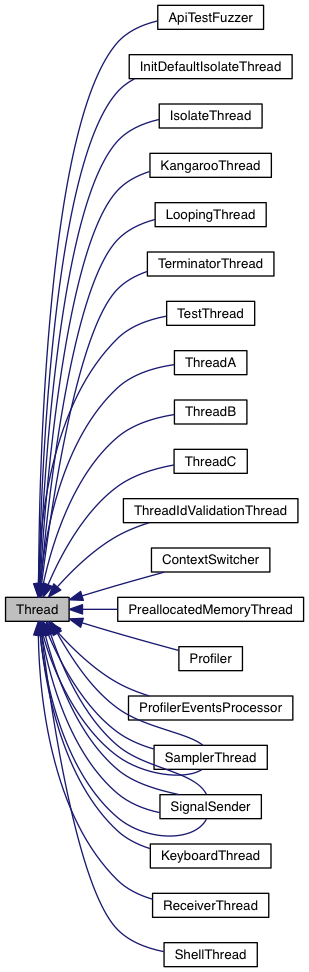 ApiTestFuzzer
InitDefaultIsolateThread
IsolateThread
KangarooThread
LoopingThread
TerminatorThread
TestThread
ThreadA
ThreadB
ThreadC
ThreadIdValidationThread
ContextSwitcher
Thread
PreallocatedMemoryThread
Profiler
ProfilerEventsProcessor
SamplerThread
SignalSender
KeyboardThread
ReceiverThread
ShellThread